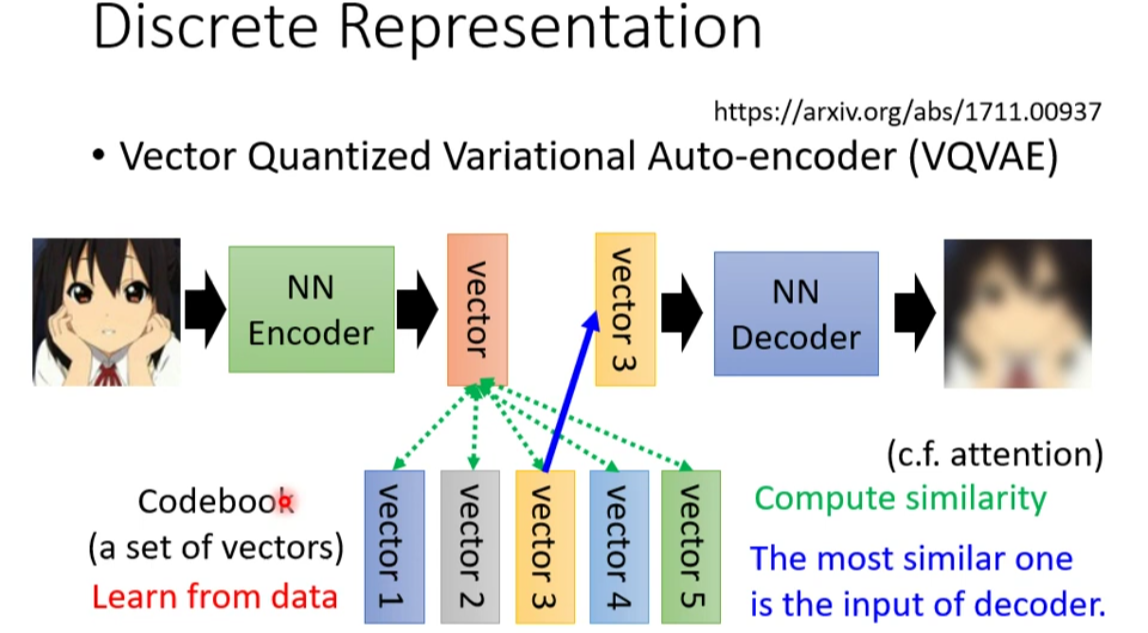 Discrete Representation
https://arxiv.org/abs/1711.00937
• Vector Quantized Variational Auto-encoder (VQVAE)
NN
Encoder
vector
vector 3
NN
Decoder
(c.f. attention)
Codebook
(a set of vectors)
Learn from data
vector 1
vector 2
vector 3
vector 4
vector 5
Compute similarity
The most similar one
is the input of decoder.